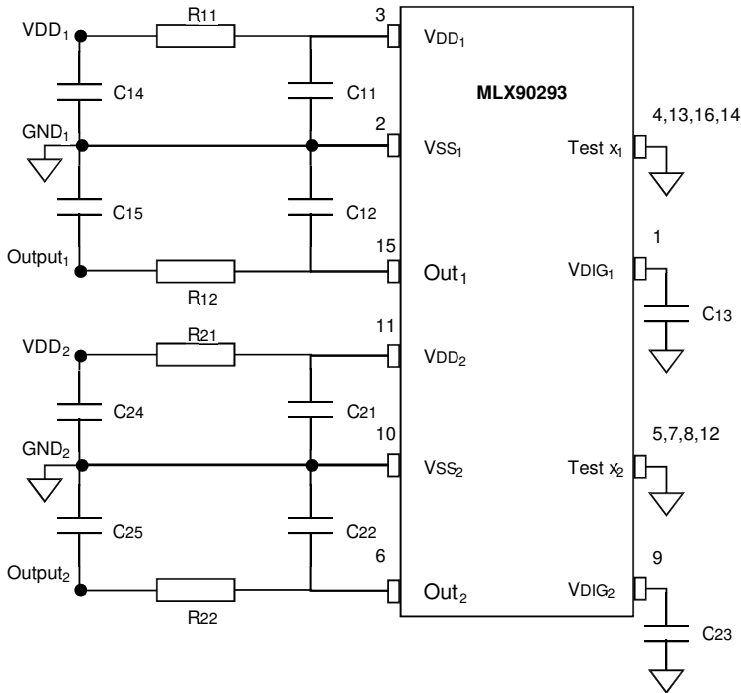 R11
3
VDD1
VDD1
C14
C11
MLX90293
4,13,16,14
GND1
2
VSS1
Test x1
C15
C12
1
15
Output1
Out1
VDIG1
R12
C13
11
R21
VDD2
VDD2
C24
C21
5,7,8,12
10
GND2
VSS2
Test x2
C25
C22
6
9
Output2
Out2
VDIG2
R22
C23